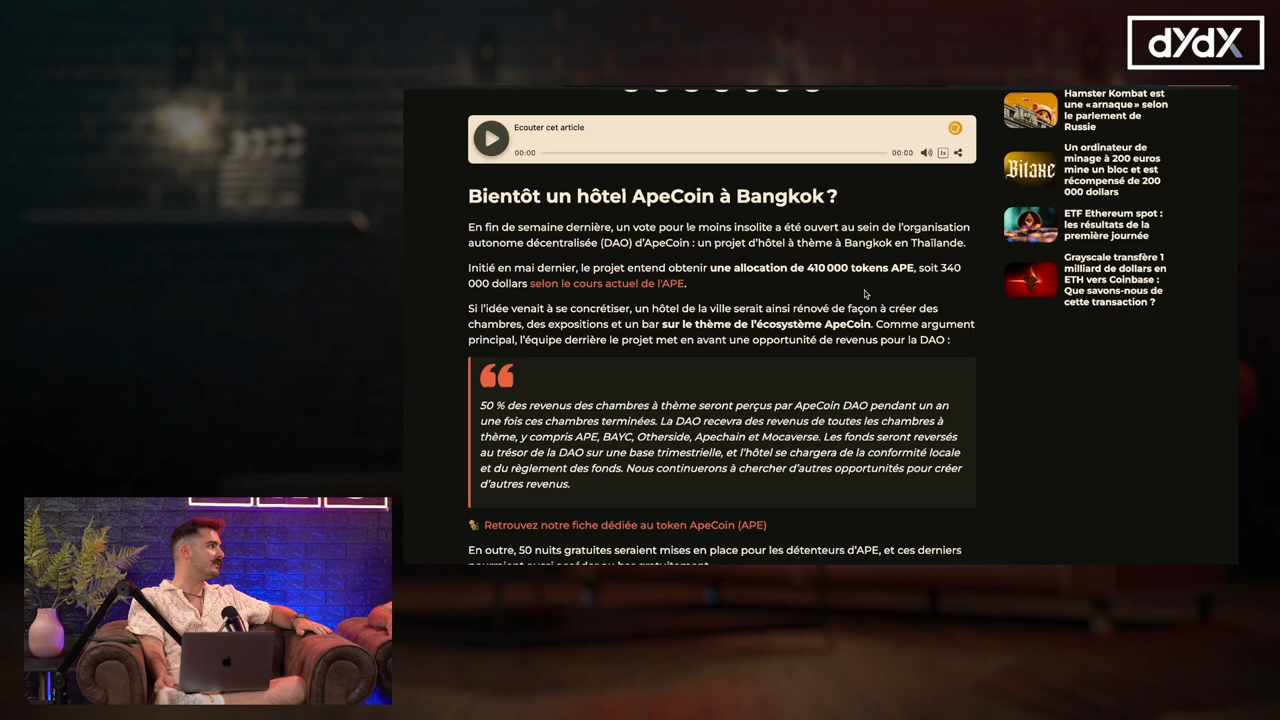 dYdX
Ecouter cet article
00:00
00:00
1x
Bientôt un hôtel ApeCoin à Bangkok ?
En fin de semaine dernière, un vote pour le moins insolite a été ouvert au sein de l'organisation
autonome décentralisée (DAO) d'ApeCoin : un projet d'hôtel à thème à Bangkok en Thaïlande.
Initié en mai dernier, le projet entend obtenir une allocation de 410 000 tokens APE, soit 340
000 dollars selon le cours actuel de l'APE.
Si l'idée venait à se concrétiser, un hôtel de la ville serait ainsi rénové de façon à créer des
chambres, des expositions et un bar sur le thème de l'écosystème ApeCoin. Comme argument
principal, l'équipe derrière le projet met en avant une opportunité de revenus pour la DAO :
50 % des revenus des chambres à thème seront perçus par ApeCoin DAO pendant un an
une fois ces chambres terminées. La DAO recevra des revenus de toutes les chambres à
thème, y compris APE, BAYC, Otherside, Apechain et Mocaverse. Les fonds seront reversés
au trésor de la DAO sur une base trimestrielle, et l'hôtel se chargera de la conformité locale
et du règlement des fonds. Nous continuerons à chercher d'autres opportunités pour créer
d'autres revenus.
Retrouvez notre fiche dédiée au token ApeCoin (APE)
En outre, 50 nuits gratuites seraient mises en place pour les détenteurs d'APE, et ces derniers
Hamster Kombat est
une « arnaque » selon
le parlement de
Russie
Bitaxe
Un ordinateur de
minage à 200 euros
mine un bloc et est
récompensé de 200
000 dollars
ETF Ethereum spot :
les résultats de la
première journée
Grayscale transfère 1
milliard de dollars en
ETH vers Coinbase :
Que savons-nous de
cette transaction ?